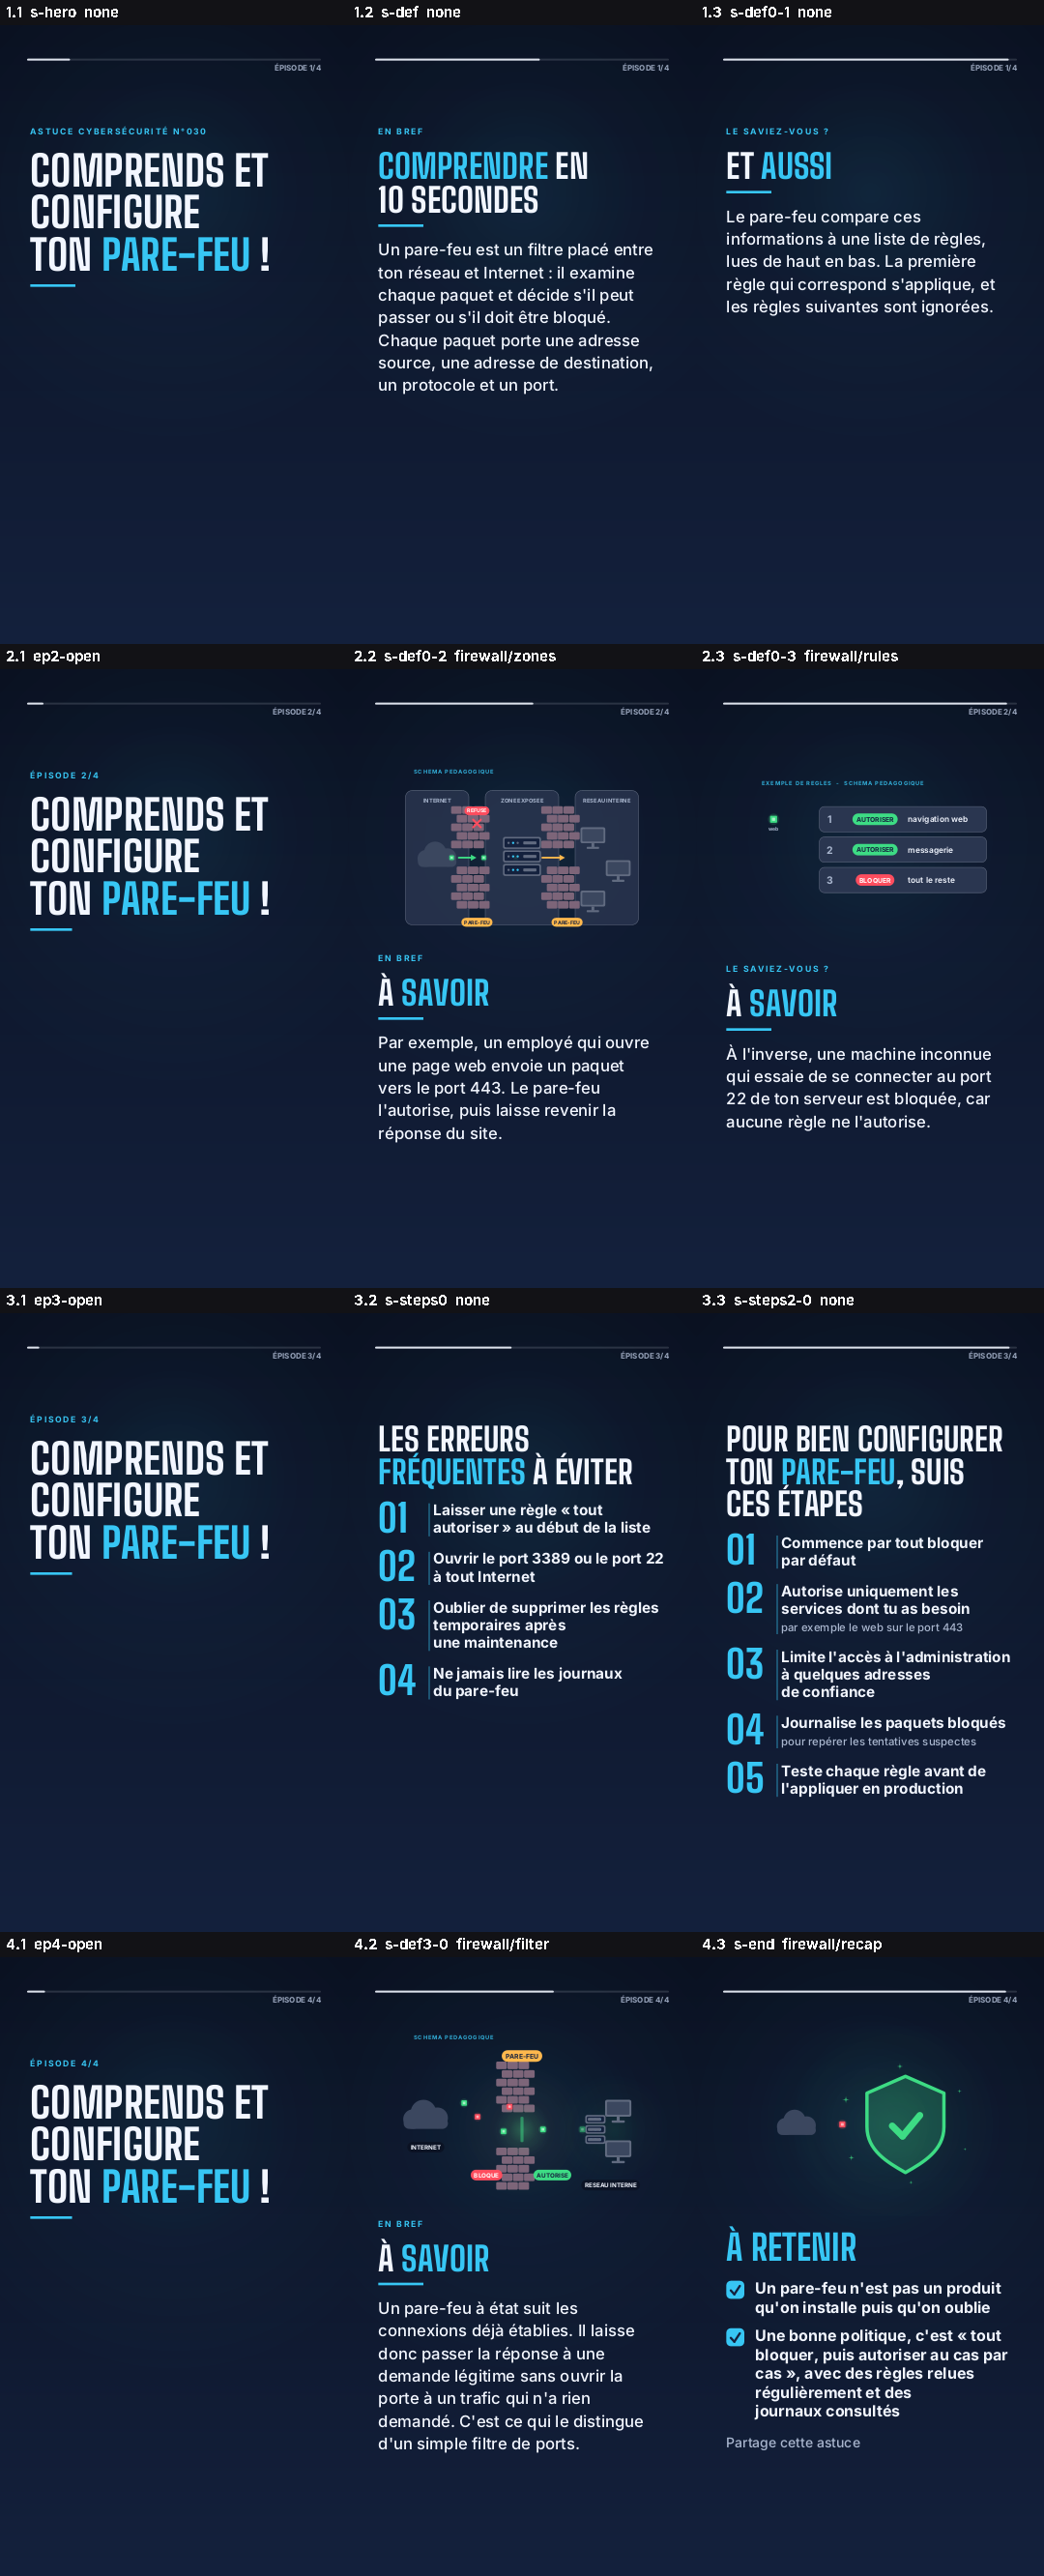 1.1 s-hero none
ÉPISODE 1/4
ASTUCE CYBERSÉCURITÉ N°030
COMPRENDS ET
CONFIGURE
TON PARE-FEU !
1.2 s-def none
ÉPISODE 1/4
EN BREF
COMPRENDRE EN
10 SECONDES
Un pare-feu est un filtre placé entre
ton réseau et Internet : il examine
chaque paquet et décide s'il peut
passer ou s'il doit être bloqué.
Chaque paquet porte une adresse
source, une adresse de destination,
un protocole et un port.
1.3 s-def0-1 none
ÉPISODE 1/4
LE SAVIEZ-VOUS ?
ET AUSSI
Le pare-feu compare ces
informations à une liste de règles,
lues de haut en bas. La première
règle qui correspond s'applique, et
les règles suivantes sont ignorées.
2.1 ep2-open
ÉPISODE 2/4
ÉPISODE 2/4
COMPRENDS ET
CONFIGURE
TON PARE-FEU !
2.2 s-def0-2 firewall/zones
ÉPISODE 2/4
SCHEMA PEDAGOGIQUE
INTERNET
ZONE EXPOSEE
RESEAU INTERNE
REFUSE
PARE-FEU
PARE-FEU
EN BREF
À SAVOIR
Par exemple, un employé qui ouvre
une page web envoie un paquet
vers le port 443. Le pare-feu
l'autorise, puis laisse revenir la
réponse du site.
2.3 s-def0-3 firewall/rules
ÉPISODE 2/4
EXEMPLE DE REGLES - SCHEMA PEDAGOGIQUE
web
1 AUTORISER navigation web
2 AUTORISER messagerie
3 BLOQUER tout le reste
LE SAVIEZ-VOUS ?
À SAVOIR
À l'inverse, une machine inconnue
qui essaie de se connecter au port
22 de ton serveur est bloquée, car
aucune règle ne l'autorise.
3.1 ep3-open
ÉPISODE 3/4
ÉPISODE 3/4
COMPRENDS ET
CONFIGURE
TON PARE-FEU !
3.2 s-steps0 none
ÉPISODE 3/4
LES ERREURS
FRÉQUENTES À ÉVITER
01 Laisser une règle « tout
autoriser » au début de la liste
02 Ouvrir le port 3389 ou le port 22
à tout Internet
03 Oublier de supprimer les règles
temporaires après
une maintenance
04 Ne jamais lire les journaux
du pare-feu
3.3 s-steps2-0 none
ÉPISODE 3/4
POUR BIEN CONFIGURER
TON PARE-FEU, SUIS
CES ÉTAPES
01 Commence par tout bloquer
par défaut
02 Autorise uniquement les
services dont tu as besoin
par exemple le web sur le port 443
03 Limite l'accès à l'administration
à quelques adresses
de confiance
04 Journalise les paquets bloqués
pour repérer les tentatives suspectes
05 Teste chaque règle avant de
l'appliquer en production
4.1 ep4-open
ÉPISODE 4/4
ÉPISODE 4/4
COMPRENDS ET
CONFIGURE
TON PARE-FEU !
4.2 s-def3-0 firewall/filter
ÉPISODE 4/4
SCHEMA PEDAGOGIQUE
PARE-FEU
INTERNET
BLOQUE
AUTORISE
RESEAU INTERNE
EN BREF
À SAVOIR
Un pare-feu à état suit les
connexions déjà établies. Il laisse
donc passer la réponse à une
demande légitime sans ouvrir la
porte à un trafic qui n'a rien
demandé. C'est ce qui le distingue
d'un simple filtre de ports.
4.3 s-end firewall/recap
ÉPISODE 4/4
À RETENIR
Un pare-feu n'est pas un produit
qu'on installe puis qu'on oublie
Une bonne politique, c'est « tout
bloquer, puis autoriser au cas par
cas », avec des règles relues
régulièrement et des
journaux consultés
Partage cette astuce